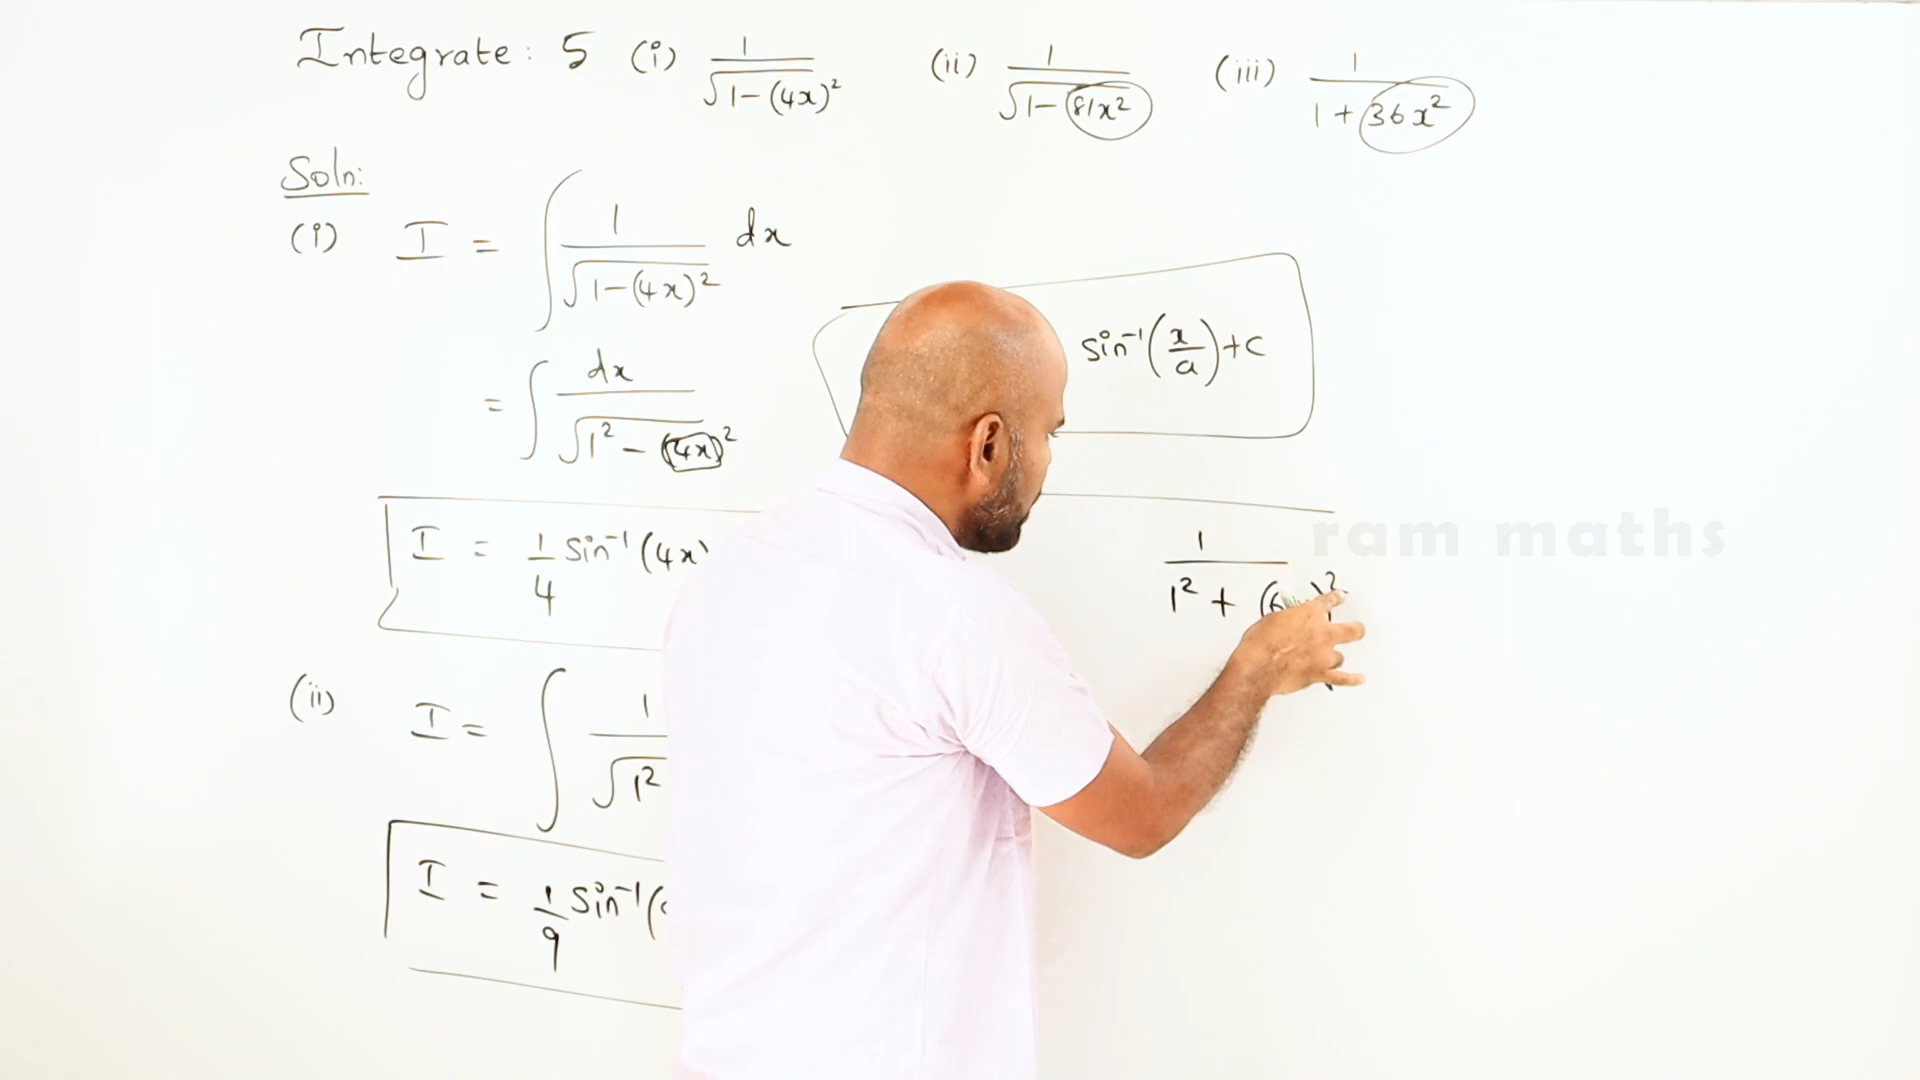 Integrate: 5 (i) 1/√1-(4x)² (ii) 1/√1-81x² (iii) 1/1+36x²
Soln:
(i) I = ∫ 1/√1-(4x)² dx
sin⁻¹(x/a)+c
= ∫ dx/√1²-(4x)²
I = 1/4 sin⁻¹(4x)
1/1²+(6
ram maths
(ii) I = ∫ 1/√1²
I = 1/9 sin⁻¹(